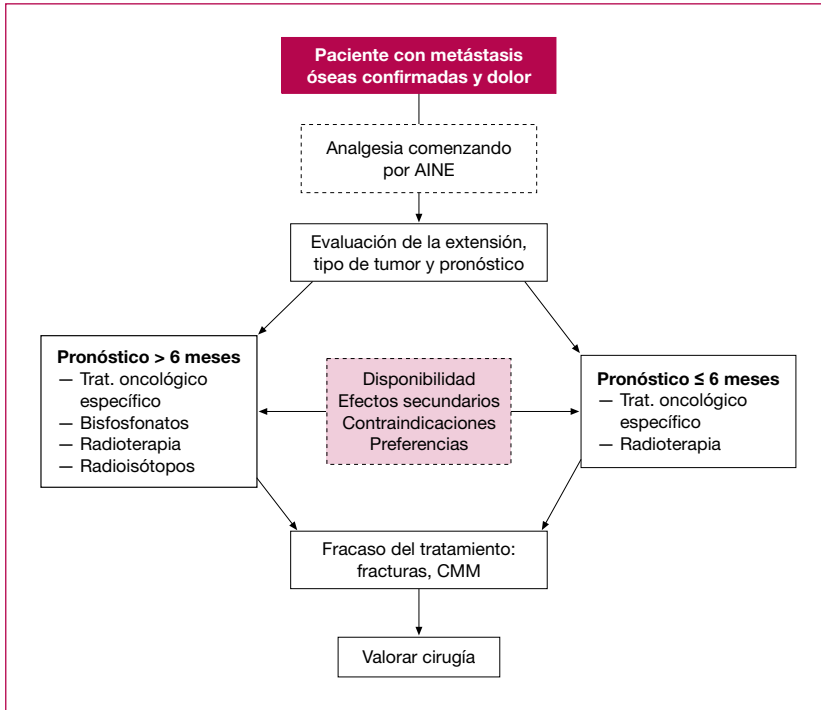 Paciente con metástasis
óseas confirmadas y dolor
Analgesia comenzando
por AINE
Evaluación de la extensión,
tipo de tumor y pronóstico
Pronóstico > 6 meses
— Trat. oncológico
específico
— Bisfosfonatos
— Radioterapia
— Radioisótopos
Disponibilidad
Efectos secundarios
Contraindicaciones
Preferencias
Pronóstico ≤ 6 meses
— Trat. oncológico
específico
— Radioterapia
Fracaso del tratamiento:
fracturas, CMM
Valorar cirugía